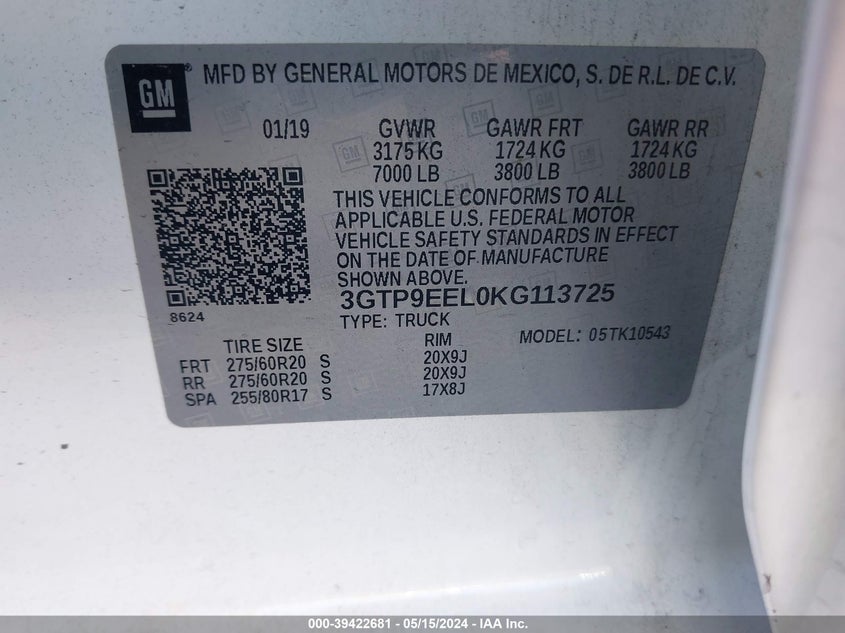 GM ®
MFD BY GENERAL MOTORS DE MEXICO, S. DE R.L. DE C.V.
01/19 GVWR GAWR FRT GAWR RR
3175 KG 1724 KG 1724 KG
7000 LB 3800 LB 3800 LB
THIS VEHICLE CONFORMS TO ALL
APPLICABLE U.S. FEDERAL MOTOR
VEHICLE SAFETY STANDARDS IN EFFECT
ON THE DATE OF MANUFACTURE
SHOWN ABOVE.
3GTP9EEL0KG113725
8624
TYPE: TRUCK
MODEL: 05TK10543
TIRE SIZE RIM
FRT 275/60R20 S 20X9J
RR 275/60R20 S 20X9J
SPA 255/80R17 S 17X8J
000-39422681 - 05/15/2024 - IAA Inc.